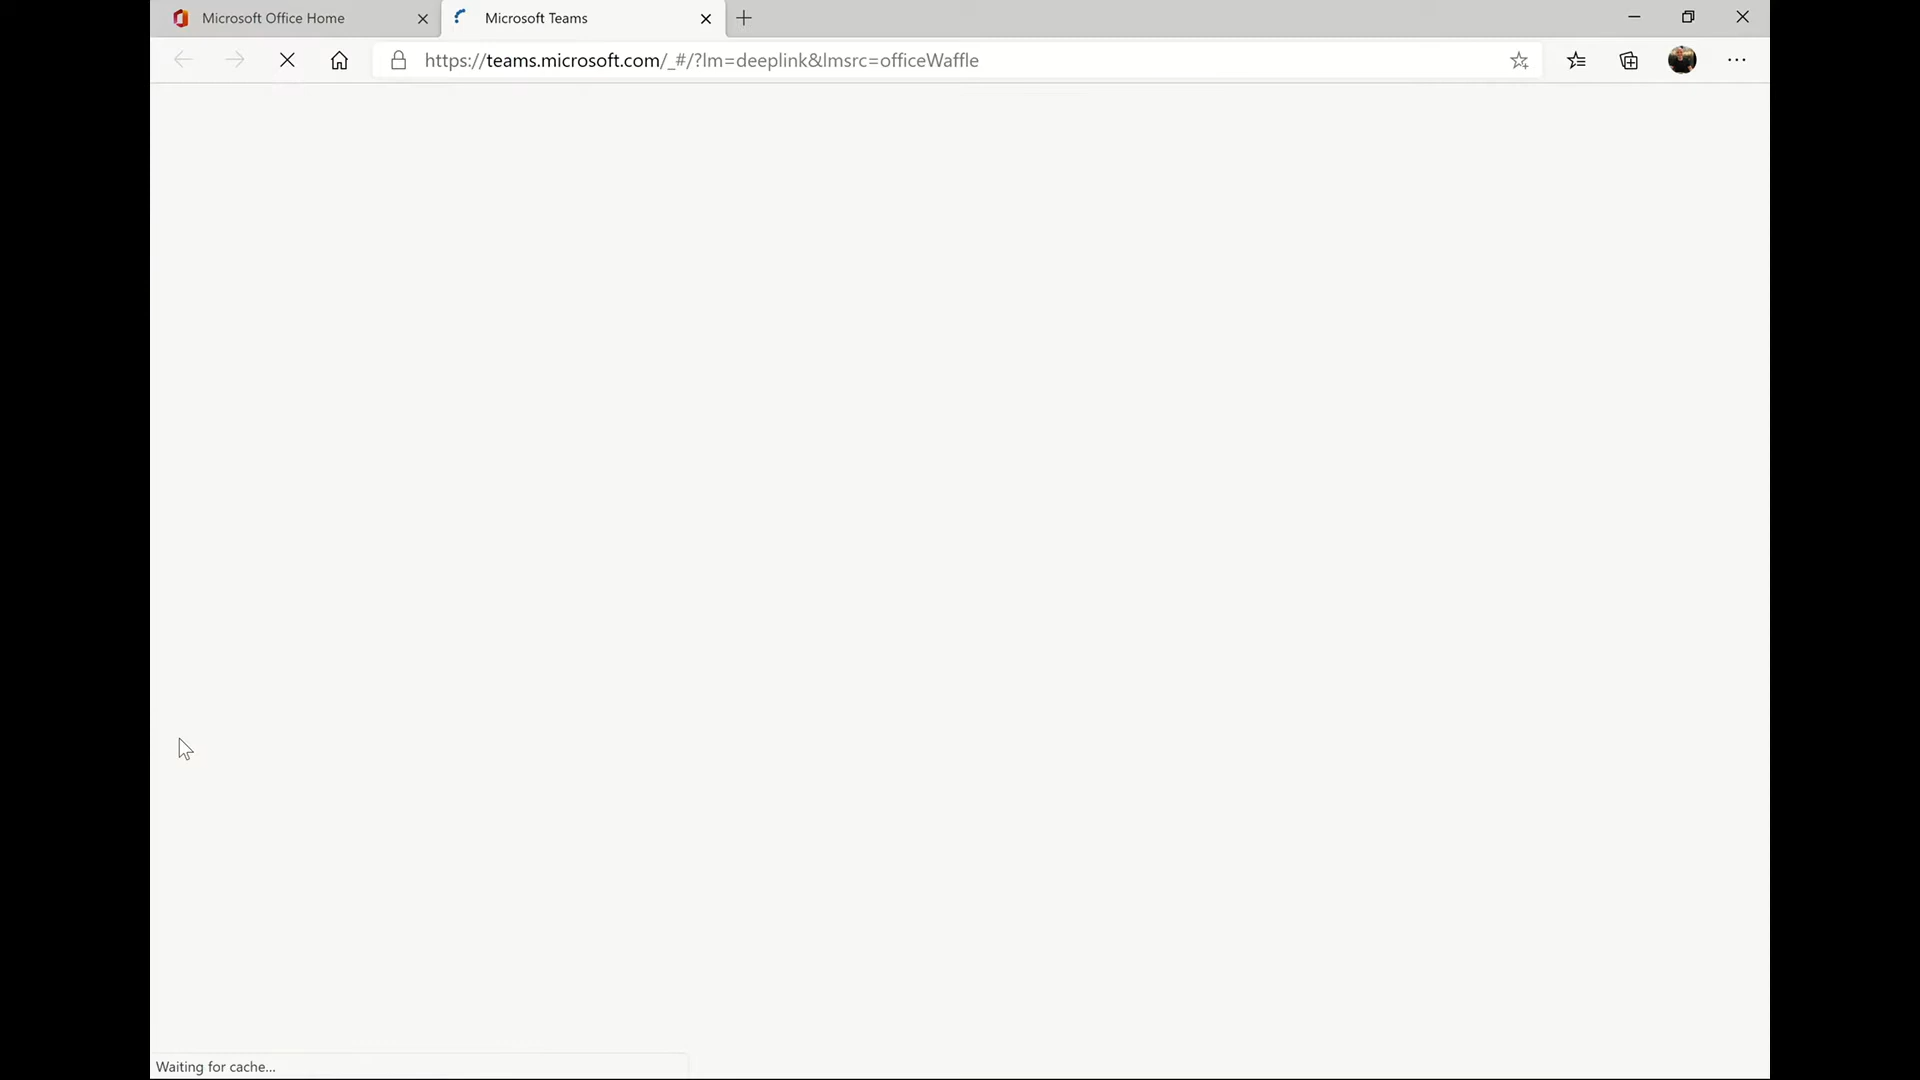 Microsoft Office Home
Microsoft Teams
https://teams.microsoft.com/_#/?lm=deeplink&lmsrc=officeWaffle
Waiting for cache...